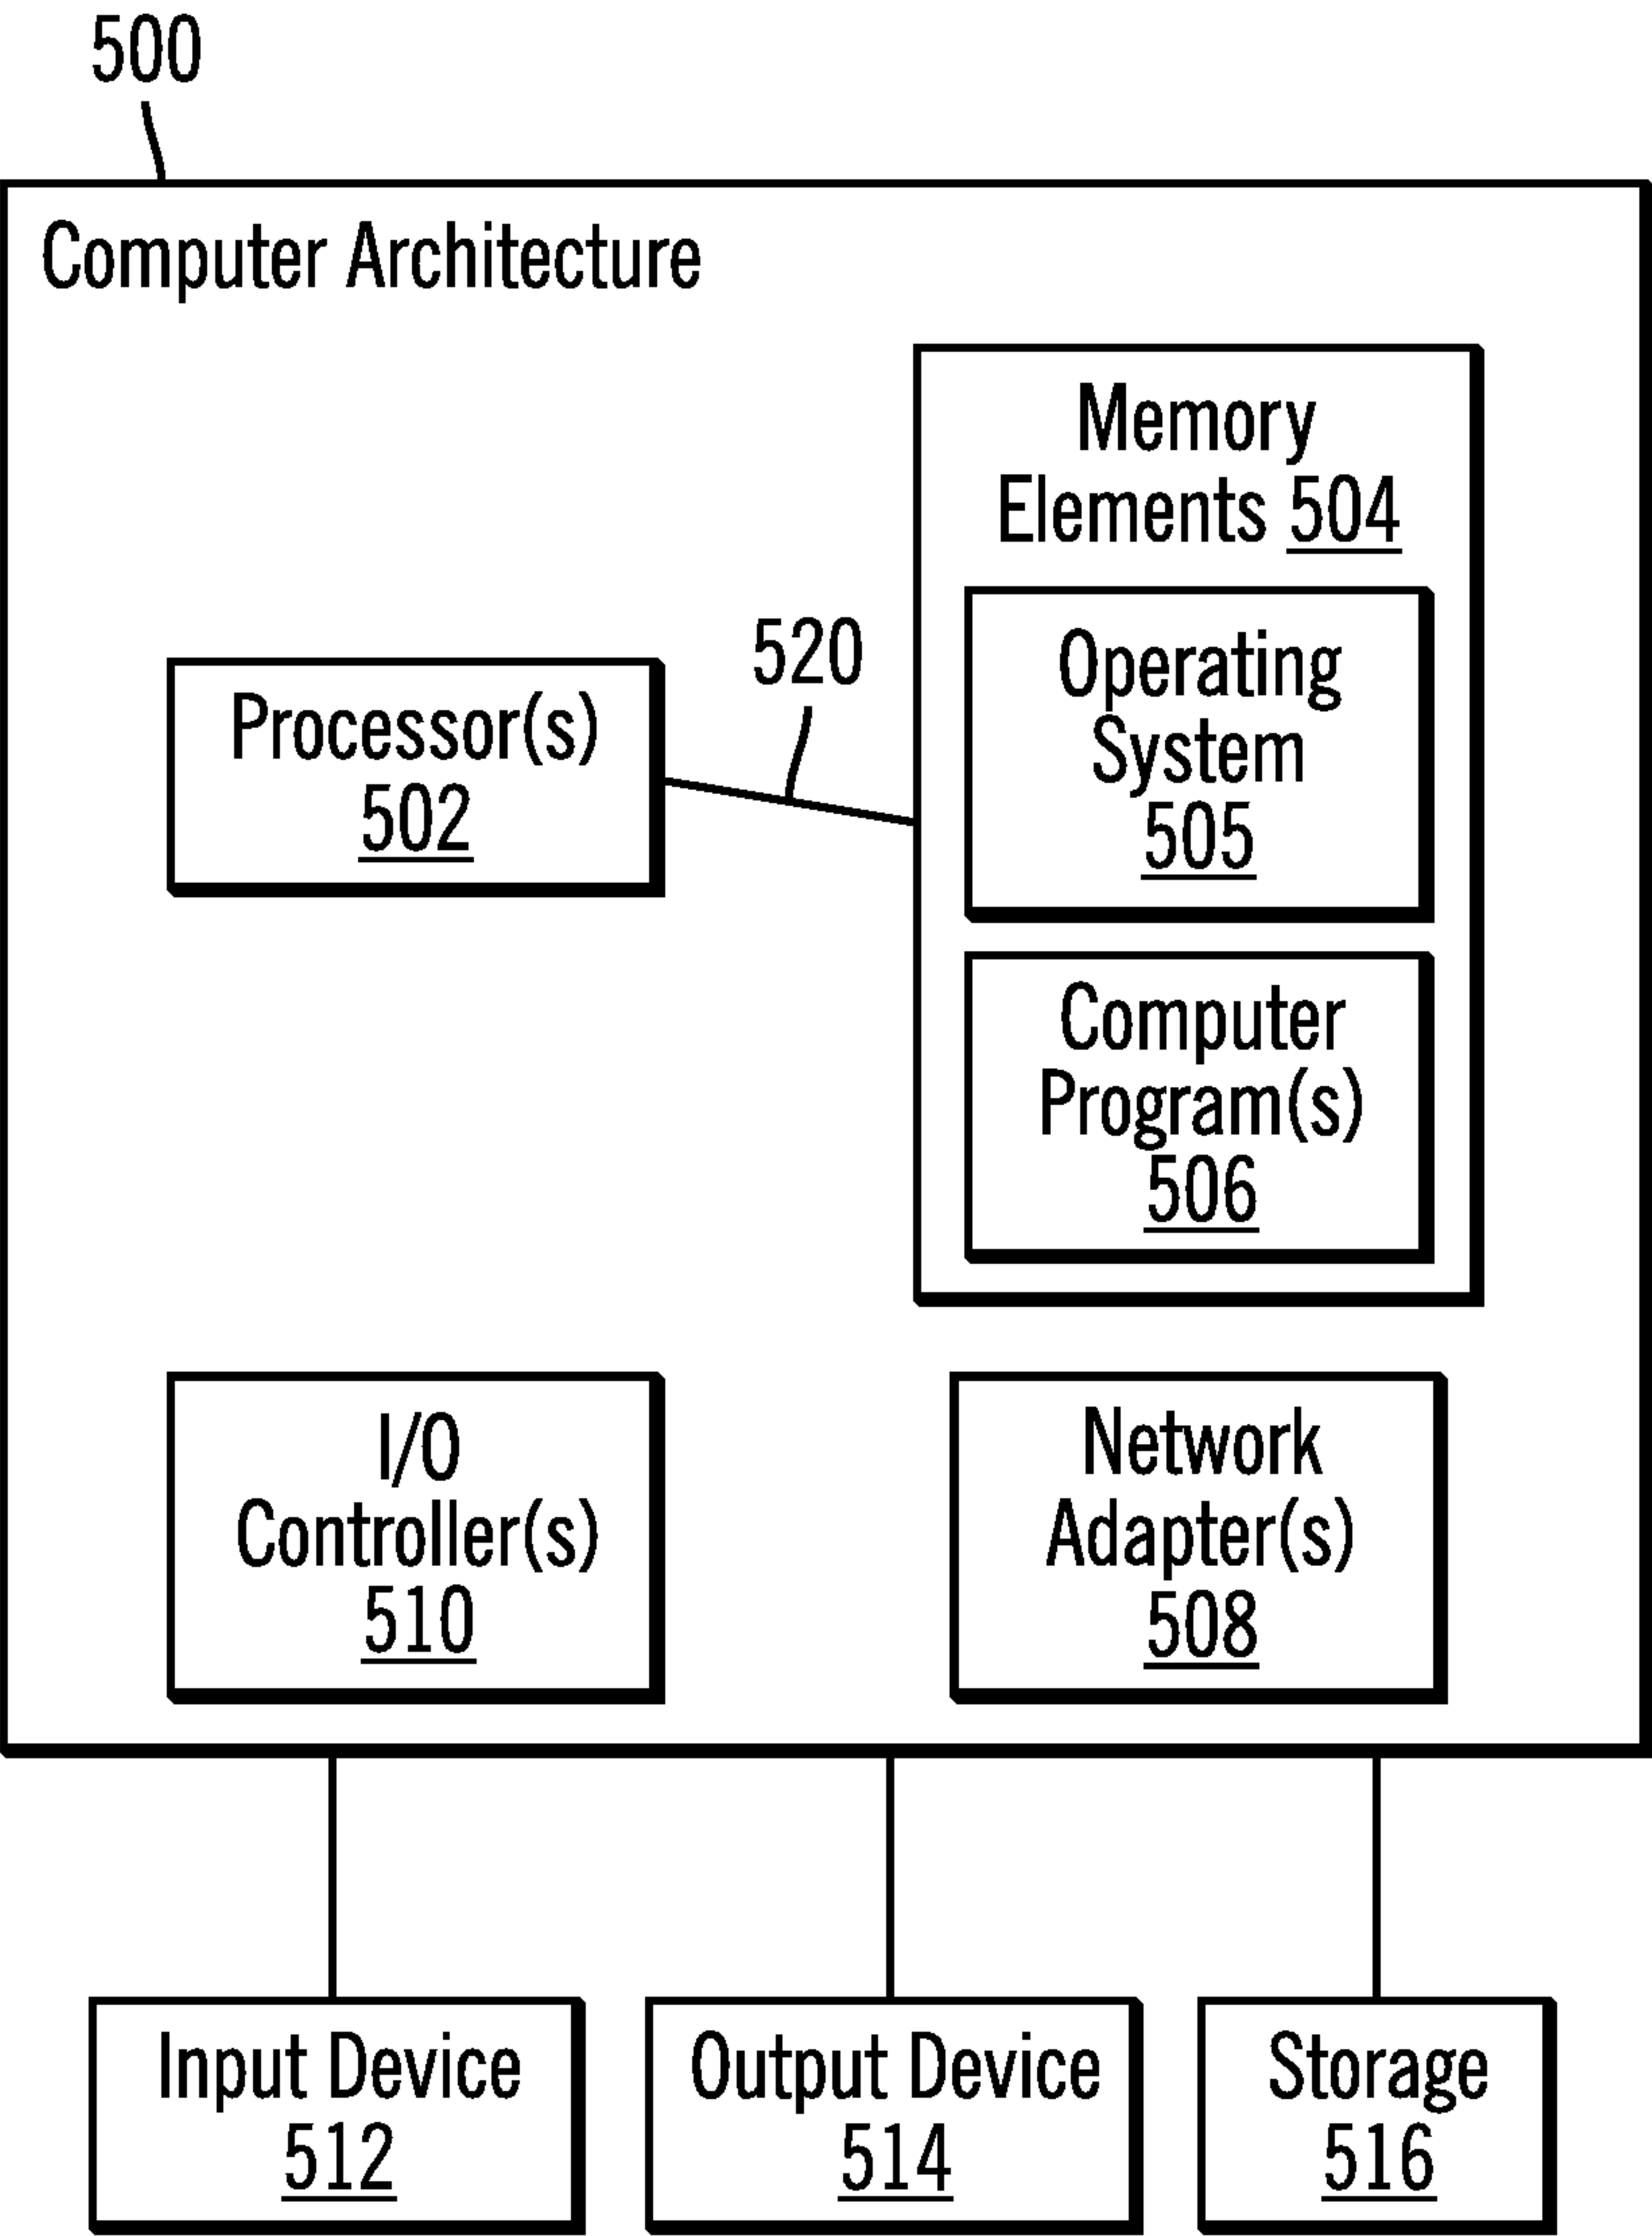 500
Computer Architecture
Memory
Elements 504
Operating
System
505
520
Processor(s)
502
Computer
Program(s)
506
I/O
Controller(s)
510
Network
Adapter(s)
508
Input Device
512
Output Device
514
Storage
516